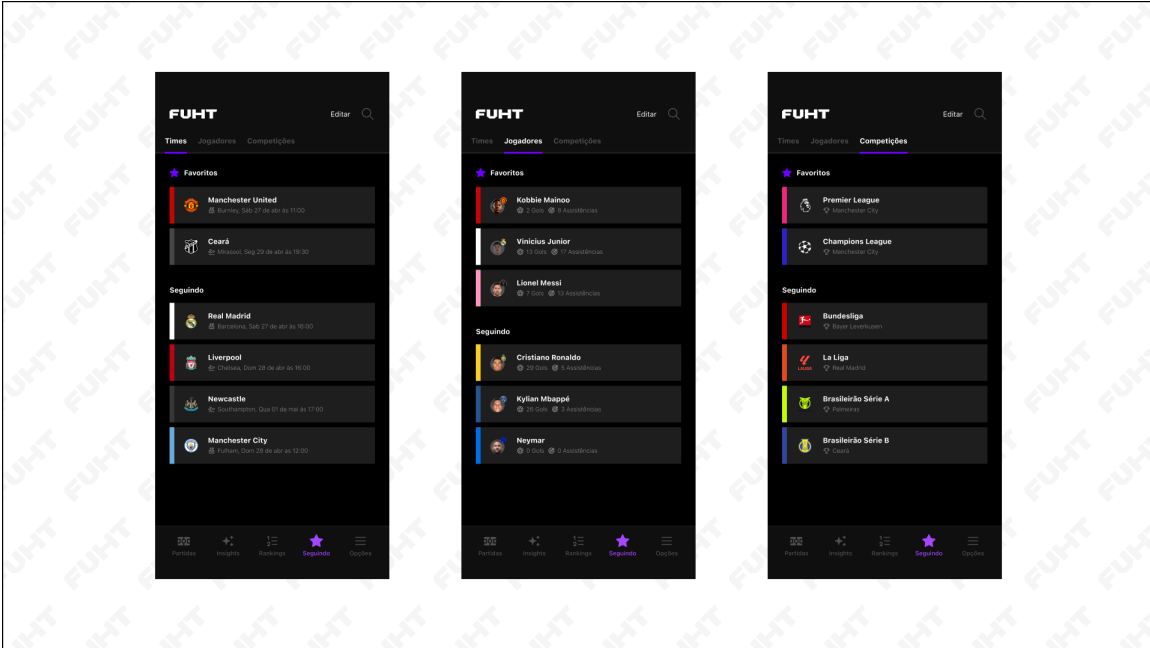 FUHT
Editar
Times Jogadores Competições
Favoritos
Manchester United
Burnley, Sáb 27 de abr às 11:00
Ceará
Mirassol, Seg 29 de abr às 19:30
Seguindo
Real Madrid
Barcelona, Sáb 27 de abr às 16:00
Liverpool
Chelsea, Dom 28 de abr às 16:00
Newcastle
Southampton, Qua 01 de mai às 17:00
Manchester City
Fulham, Dom 28 de abr as 12:00
Partidas Insights Rankings Seguindo Opções
FUHT
Editar
Times Jogadores Competições
Favoritos
Kobbie Mainoo
2 Gols 8 Assistências
Vinicius Junior
13 Gols 17 Assistências
Lionel Messi
7 Gols 13 Assistências
Seguindo
Cristiano Ronaldo
29 Gols 5 Assistências
Kylian Mbappé
26 Gols 3 Assistências
Neymar
0 Gols 0 Assistências
Partidas Insights Rankings Seguindo Opções
FUHT
Editar
Times Jogadores Competições
Favoritos
Premier League
Manchester City
Champions League
Manchester City
Seguindo
Bundesliga
Bayer Leverkusen
La Liga
Real Madrid
Brasileirão Série A
Palmeiras
Brasileirão Série B
Ceará
Partidas Insights Rankings Seguindo Opções